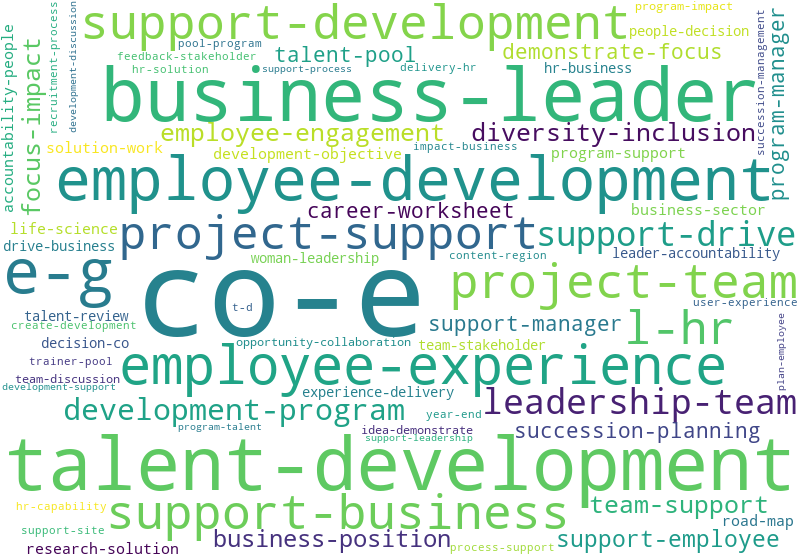 program-impact
support-development
people-decision
pool-program
talent-pool
demonstrate-focus
feedback-stakeholder
hr-solution
support-process
delivery-hr
hr-business
accountability-people
focus-impact
recruitment-process
development-discussion
business-leader
succession-management
program-manager
employee-engagement
diversity-inclusion
solution-work
development-objective
impact-business
program-support
employee-development
career-worksheet
business-sector
life-science
project-support
support-drive
drive-business
woman-leadership
content-region
leader-accountability
e-g
co-e
project-team
t-d
user-experience
talent-review
create-development
support-manager
l-hr
decision-co
opportunity-collaboration
team-stakeholder
trainer-pool
employee-experience
plan-employee
team-discussion
development-support
experience-delivery
leadership-team
development-program
year-end
program-talent
idea-demonstrate
support-leadership
succession-planning
talent-development
hr-capability
support-business
team-support
road-map
support-site
business-position
support-employee
research-solution
process-support